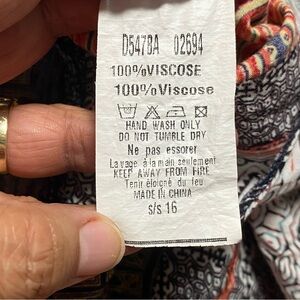 D547BA 02694
100%VISCOSE
100%Viscose
HAND WASH ONLY
DO NOT TUMBLE DRY
Ne pas essorer
Lavage à la main seulement
KEEP AWAY FROM FIRE
Tenir éloigné du feu
MADE IN CHINA
s/s 16